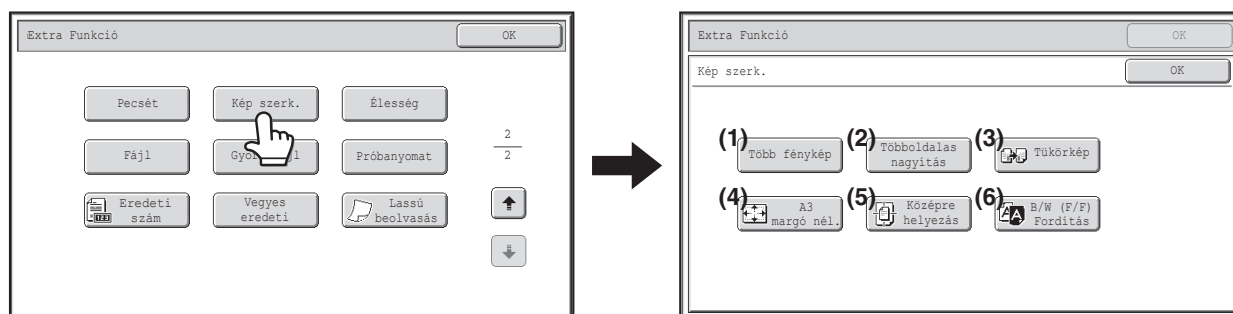 Extra Funkció
OK
Pecsét
Kép szerk.
Élesség
Fájl
Próbanyomat
2
2
Eredeti
szám
Vegyes
eredeti
Lassú
beolvasás
Extra Funkció
OK
Kép szerk.
OK
(1)
Több fénykép
(2)
Többoldalas
nagyítás
(3)
Tükörkép
(4)
A3
margó nél.
(5)
Középre
helyezás
(6)
B/W (F/F)
Fordítás